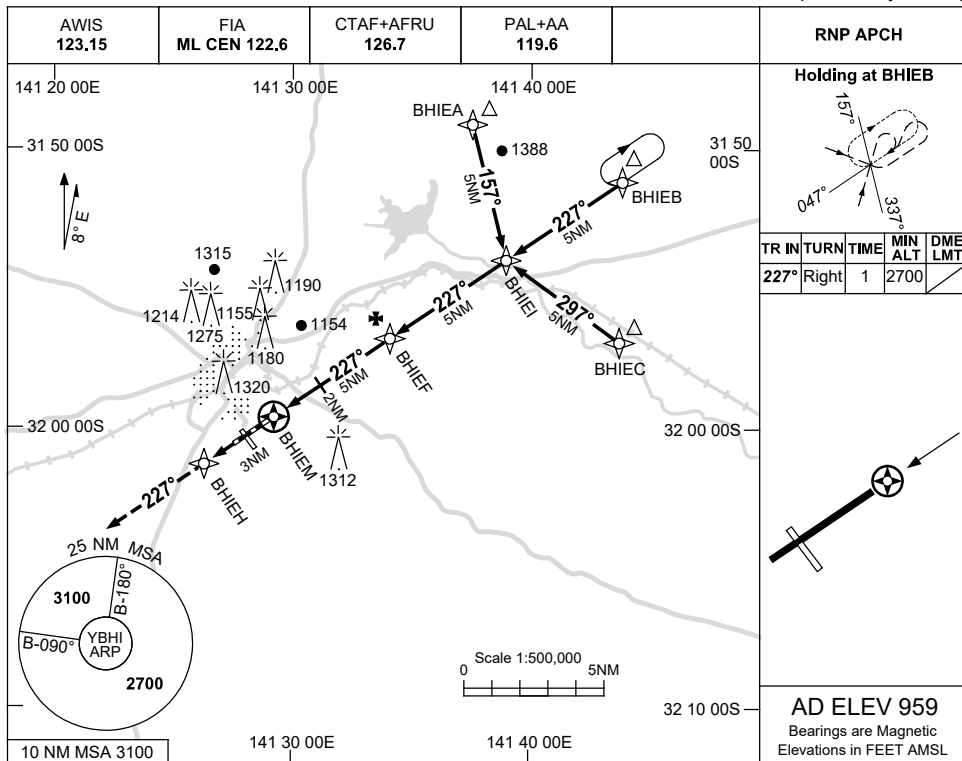 AWIS
123.15
FIA
ML CEN 122.6
CTAF+AFRU
126.7
PAL+AA
119.6
RNP APCH
141 20 00E
141 30 00E
141 40 00E
31 50 00S
31 50
00S
8° E
BHIEA
1388
157°
5NM
BHIEB
227°
5NM
BHIEI
297°
5NM
BHIEC
227°
5NM
BHIEF
227°
5NM
2NM
1315
1190
1214
1275
1155
1154
1180
1320
BHIEM
3NM
1312
BHIEH
227°
32 00 00S
32 00 00S
25 NM MSA
3100
B-180°
B-090°
YBHI
ARP
2700
10 NM MSA 3100
Scale 1:500,000
0
5NM
32 10 00S
141 30 00E
141 40 00E
Holding at BHIEB
157°
047°
337°
TR IN TURN TIME MIN ALT DME LMT
227° Right 1 2700
AD ELEV 959
Bearings are Magnetic
Elevations in FEET AMSL